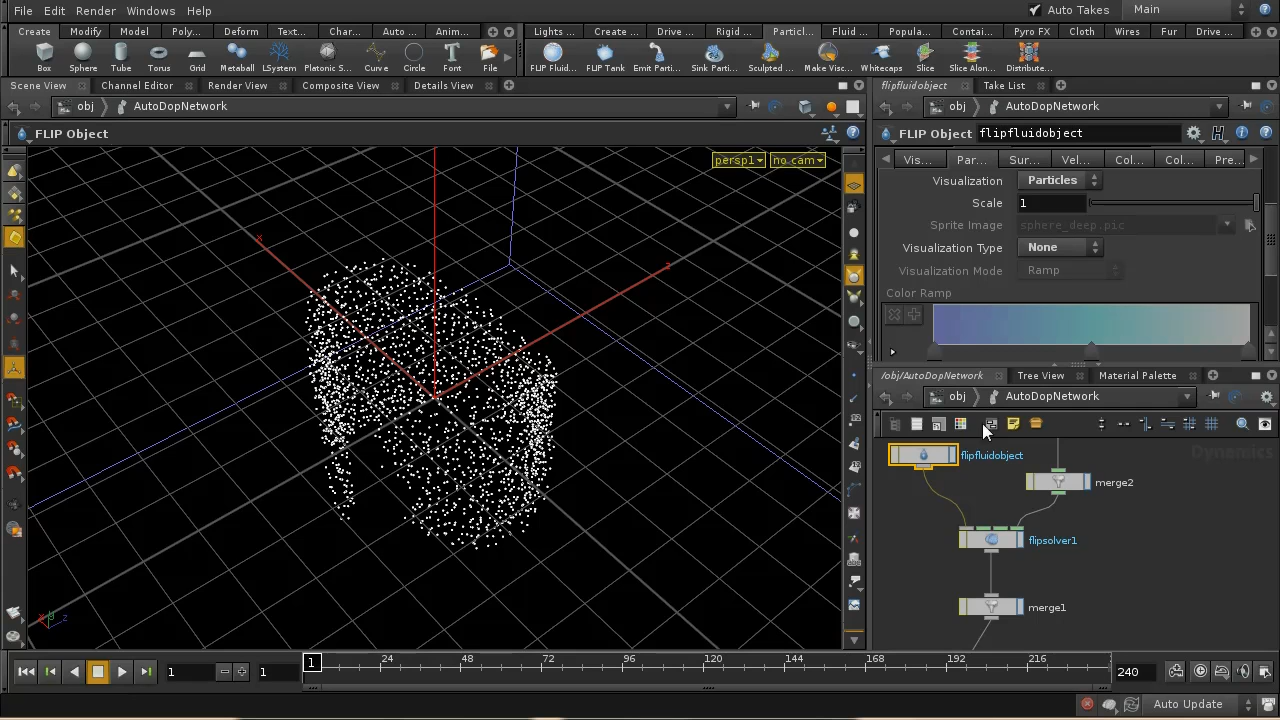 File Edit Render Windows Help
Auto Takes Main
Create Modify Model Poly... Deform Text... Char... Auto ... Anim...
Lights ... Create ... Drive ... Rigid ... Particl... Fluid ... Popula... Contai... Pyro FX Cloth Wires Fur Drive ...
Box Sphere Tube Torus Grid Metaball LSystem Platonic... Curve Circle Font File
FLIP Fluid... FLIP Tank Emit Parti... Sink Parti... Sculpted ... Make Visc... Whitecaps Slice Slice Alon... Distribute...
Scene View Channel Editor Render View Composite View Details View
flipfluidobject Take List
obj AutoDopNetwork
obj AutoDopNetwork
FLIP Object
FLIP Object flipfluidobject
persp1 no cam
Vis... Par... Sur... Vel... Col... Col... Pre...
Visualization Particles
Scale 1
Sprite Image sphere_deep.pic
Visualization Type None
Visualization Mode Ramp
Color Ramp
x
z
/obj/AutoDopNetwork Tree View Material Palette
obj AutoDopNetwork
Dynamics
flipfluidobject
merge2
flipsolver1
merge1
x y z
1 1 1 24 48 72 96 120 144 168 192 216 240
Auto Update